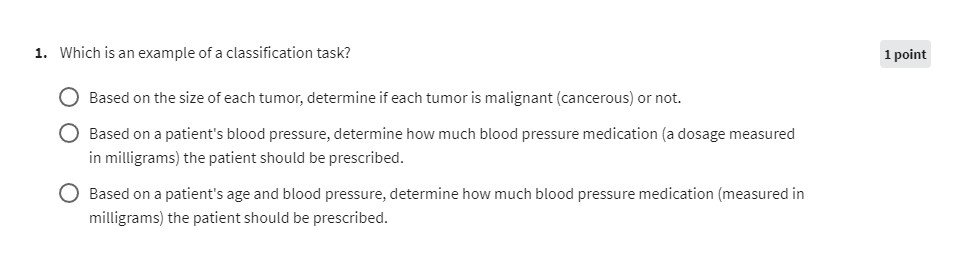 1. Which is an example of a classification task?
1 point
Based on the size of each tumor, determine if each tumor is malignant (cancerous) or not.
Based on a patient's blood pressure, determine how much blood pressure medication (a dosage measured
in milligrams) the patient should be prescribed.
Based on a patient's age and blood pressure, determine how much blood pressure medication (measured in
milligrams) the patient should be prescribed.